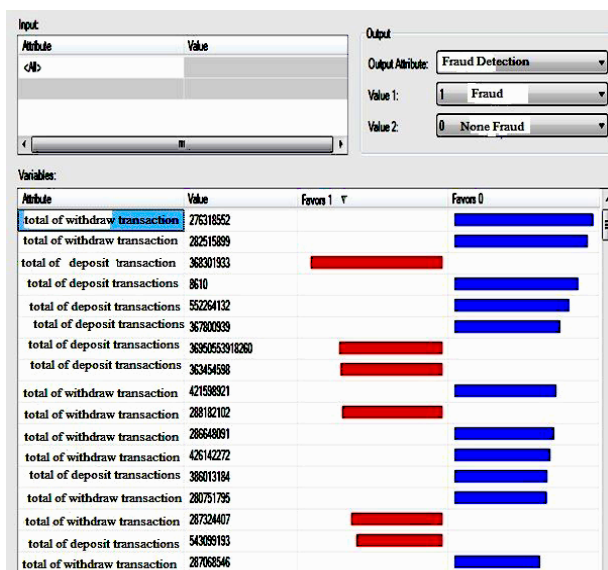 Input:
Attribute Value
<All>
Output
Output Attribute: Fraud Detection
Value 1: 1 Fraud
Value 2: 0 None Fraud
Variables:
Attribute Value Favors 1 Favors 0
total of withdraw transaction 276318552
total of withdraw transaction 282515899
total of deposit transaction 368301933
total of deposit transactions 8610
total of deposit transactions 552264132
total of deposit transactions 367800939
total of deposit transactions 36950553918260
total of deposit transactions 363454598
total of withdraw transaction 421598921
total of withdraw transaction 288182102
total of withdraw transaction 286648091
total of withdraw transaction 426142272
total of deposit transactions 386013184
total of withdraw transaction 280751795
total of withdraw transaction 287324407
total of deposit transactions 543099193
total of withdraw transaction 287068546